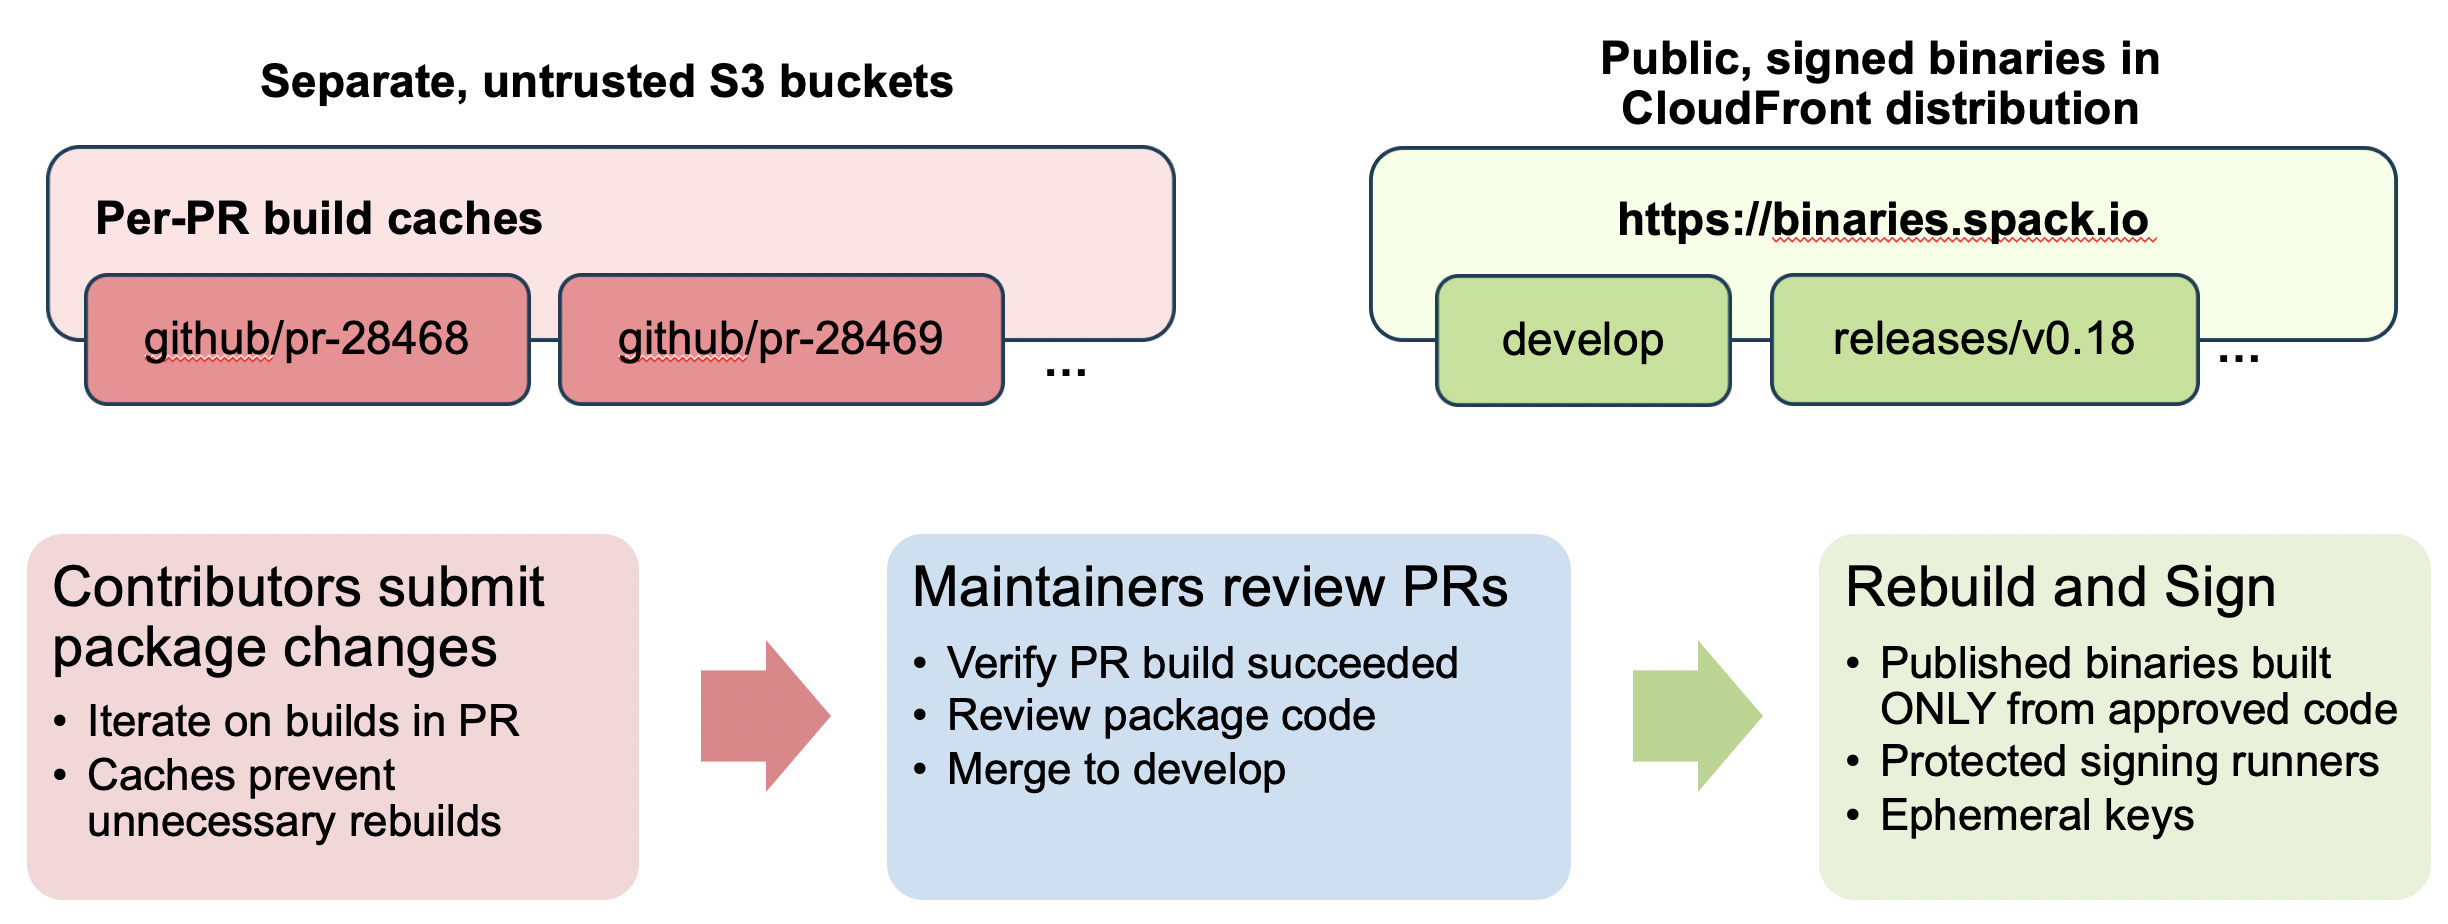 Separate, untrusted S3 buckets
Per-PR build caches
github/pr-28468
github/pr-28469
...
Public, signed binaries in
CloudFront distribution
https://binaries.spack.io
develop
releases/v0.18
...
Contributors submit
package changes
• Iterate on builds in PR
• Caches prevent
unnecessary rebuilds
Maintainers review PRs
• Verify PR build succeeded
• Review package code
• Merge to develop
Rebuild and Sign
• Published binaries built
ONLY from approved code
• Protected signing runners
• Ephemeral keys